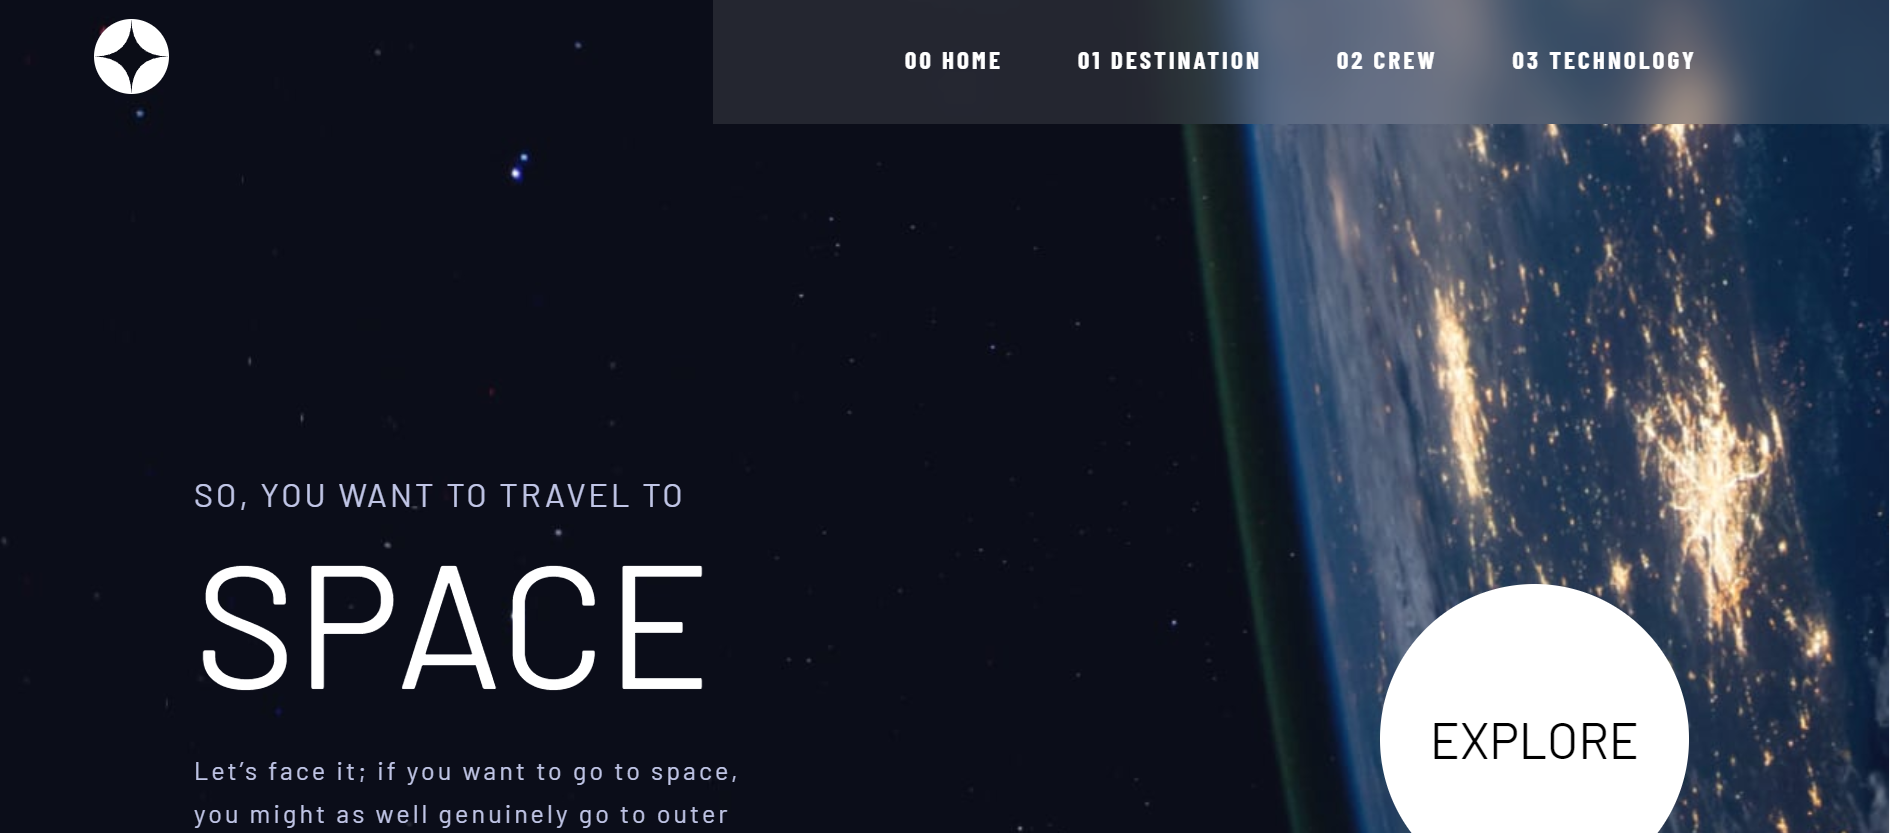 00 HOME 01 DESTINATION 02 CREW 03 TECHNOLOGY
SO, YOU WANT TO TRAVEL TO
SPACE
Let’s face it; if you want to go to space,
you might as well genuinely go to outer
EXPLORE